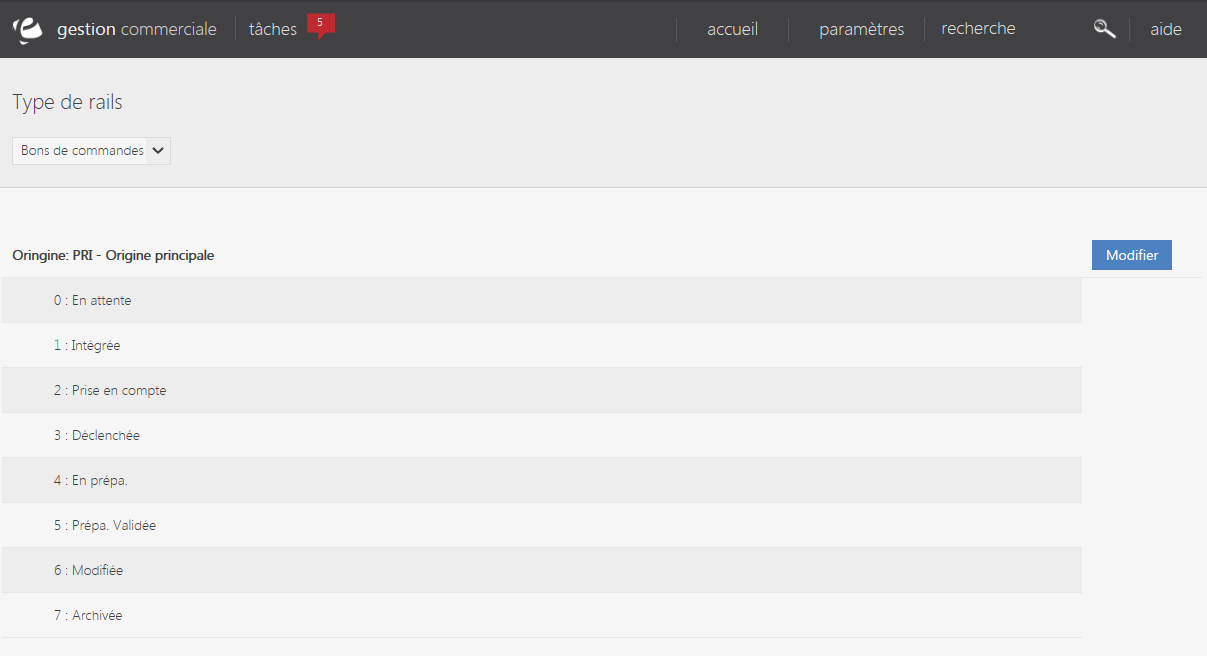 gestion commerciale tâches 5 accueil paramètres recherche aide
Type de rails
Bons de commandes
Oringine: PRI - Origine principale Modifier
0 : En attente
1 : Intégrée
2 : Prise en compte
3 : Déclenchée
4 : En prépa.
5 : Prépa. Validée
6 : Modifiée
7 : Archivée